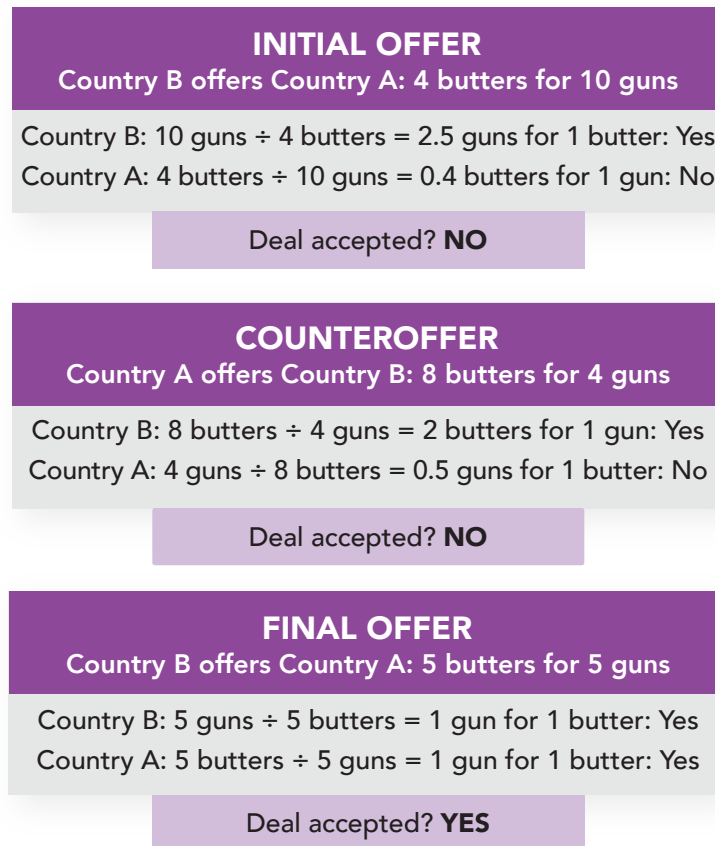 INITIAL OFFER
Country B offers Country A: 4 butters for 10 guns
Country B: 10 guns ÷ 4 butters = 2.5 guns for 1 butter: Yes
Country A: 4 butters ÷ 10 guns = 0.4 butters for 1 gun: No
Deal accepted? NO
COUNTEROFFER
Country A offers Country B: 8 butters for 4 guns
Country B: 8 butters ÷ 4 guns = 2 butters for 1 gun: Yes
Country A: 4 guns ÷ 8 butters = 0.5 guns for 1 butter: No
Deal accepted? NO
FINAL OFFER
Country B offers Country A: 5 butters for 5 guns
Country B: 5 guns ÷ 5 butters = 1 gun for 1 butter: Yes
Country A: 5 butters ÷ 5 guns = 1 gun for 1 butter: Yes
Deal accepted? YES